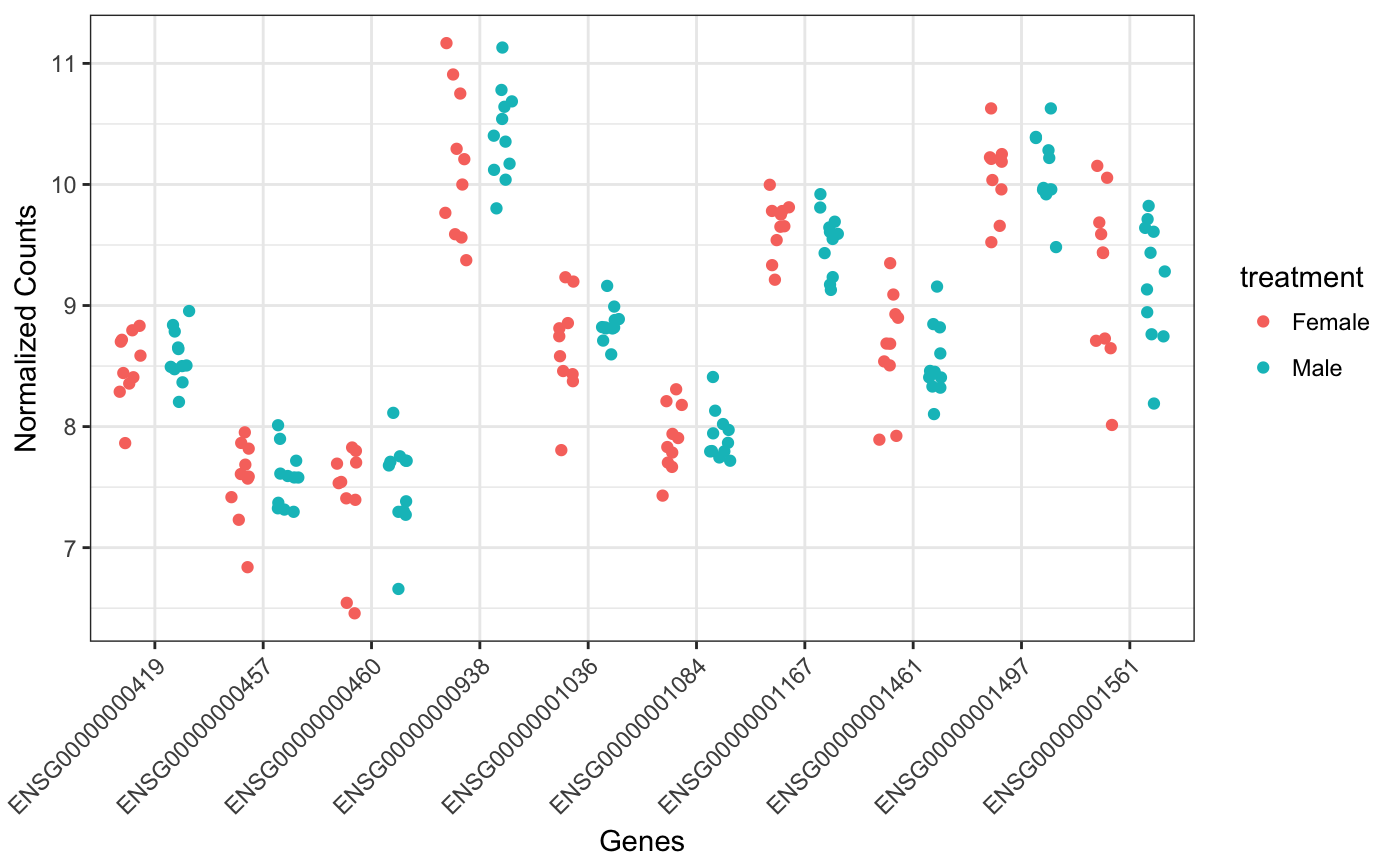 11
10
9
8
7
Normalized Counts
ENSG00000000419
ENSG00000000457
ENSG00000000460
ENSG00000000938
ENSG00000001036
ENSG00000001084
ENSG00000001167
ENSG00000001461
ENSG00000001497
ENSG00000001561
Genes
treatment
Female
Male